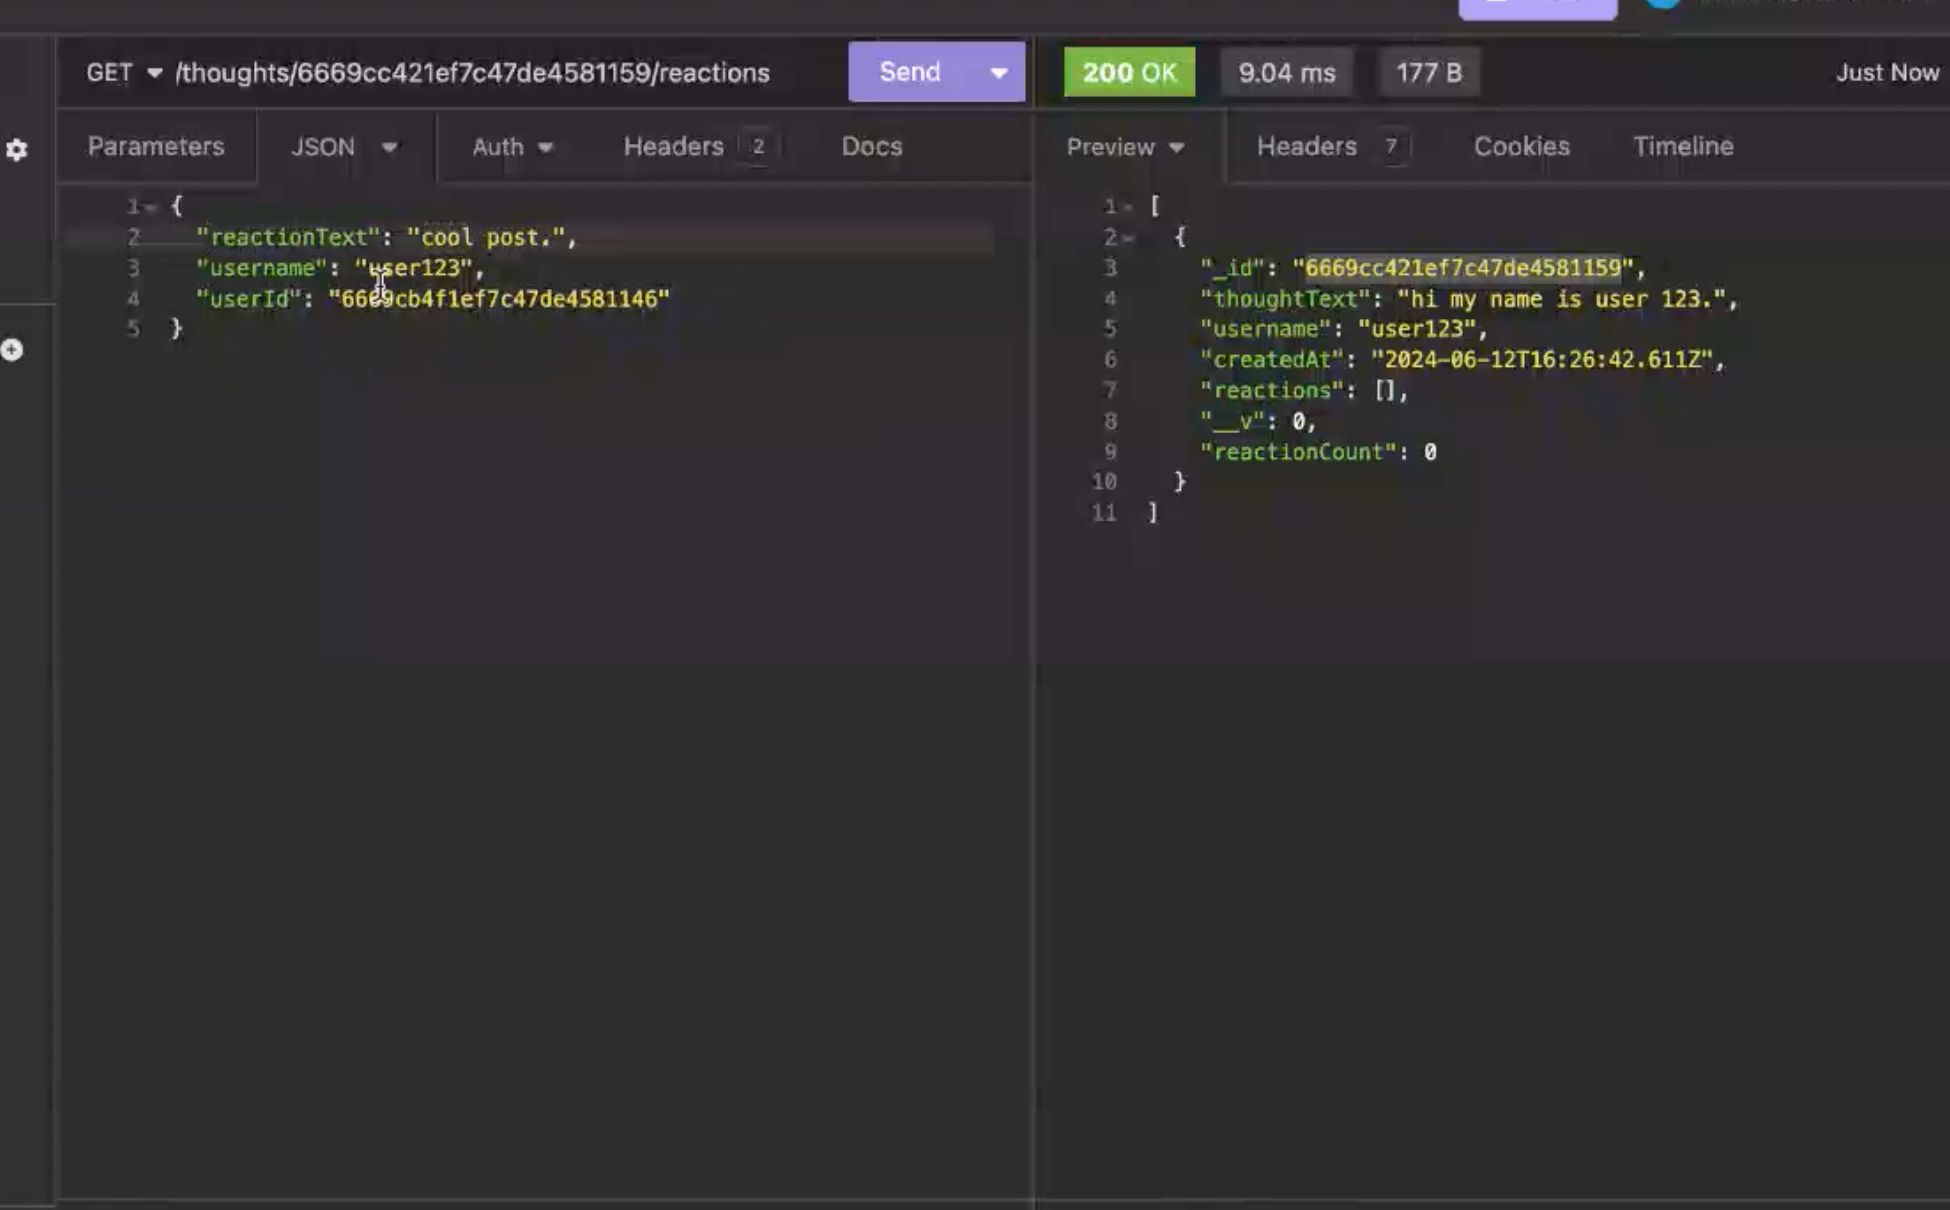 GET /thoughts/6669cc421ef7c47de4581159/reactions Send
200 OK 9.04 ms 177 B Just Now
Parameters JSON Auth Headers 2 Docs
Preview Headers 7 Cookies Timeline
1 {
2 "reactionText": "cool post.",
3 "username": "user123",
4 "userId": "6669cb4f1ef7c47de4581146"
5 }
1 [
2 {
3 "_id": "6669cc421ef7c47de4581159",
4 "thoughtText": "hi my name is user 123.",
5 "username": "user123",
6 "createdAt": "2024-06-12T16:26:42.611Z",
7 "reactions": [],
8 "__v": 0,
9 "reactionCount": 0
10 }
11 ]